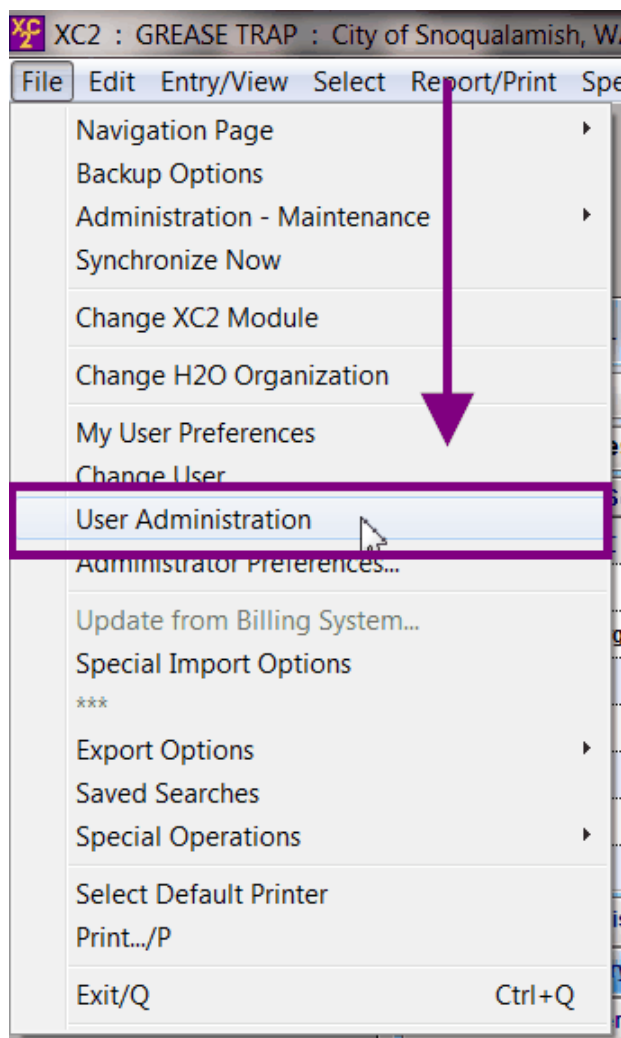 XC2 : GREASE TRAP : City of Snoqualamish, WA
File Edit Entry/View Select Report/Print Spe
Navigation Page
Backup Options
Administration - Maintenance
Synchronize Now
Change XC2 Module
Change H2O Organization
My User Preferences
Change User
User Administration
Administrator Preferences...
Update from Billing System...
Special Import Options
***
Export Options
Saved Searches
Special Operations
Select Default Printer
Print.../P
Exit/Q Ctrl+Q